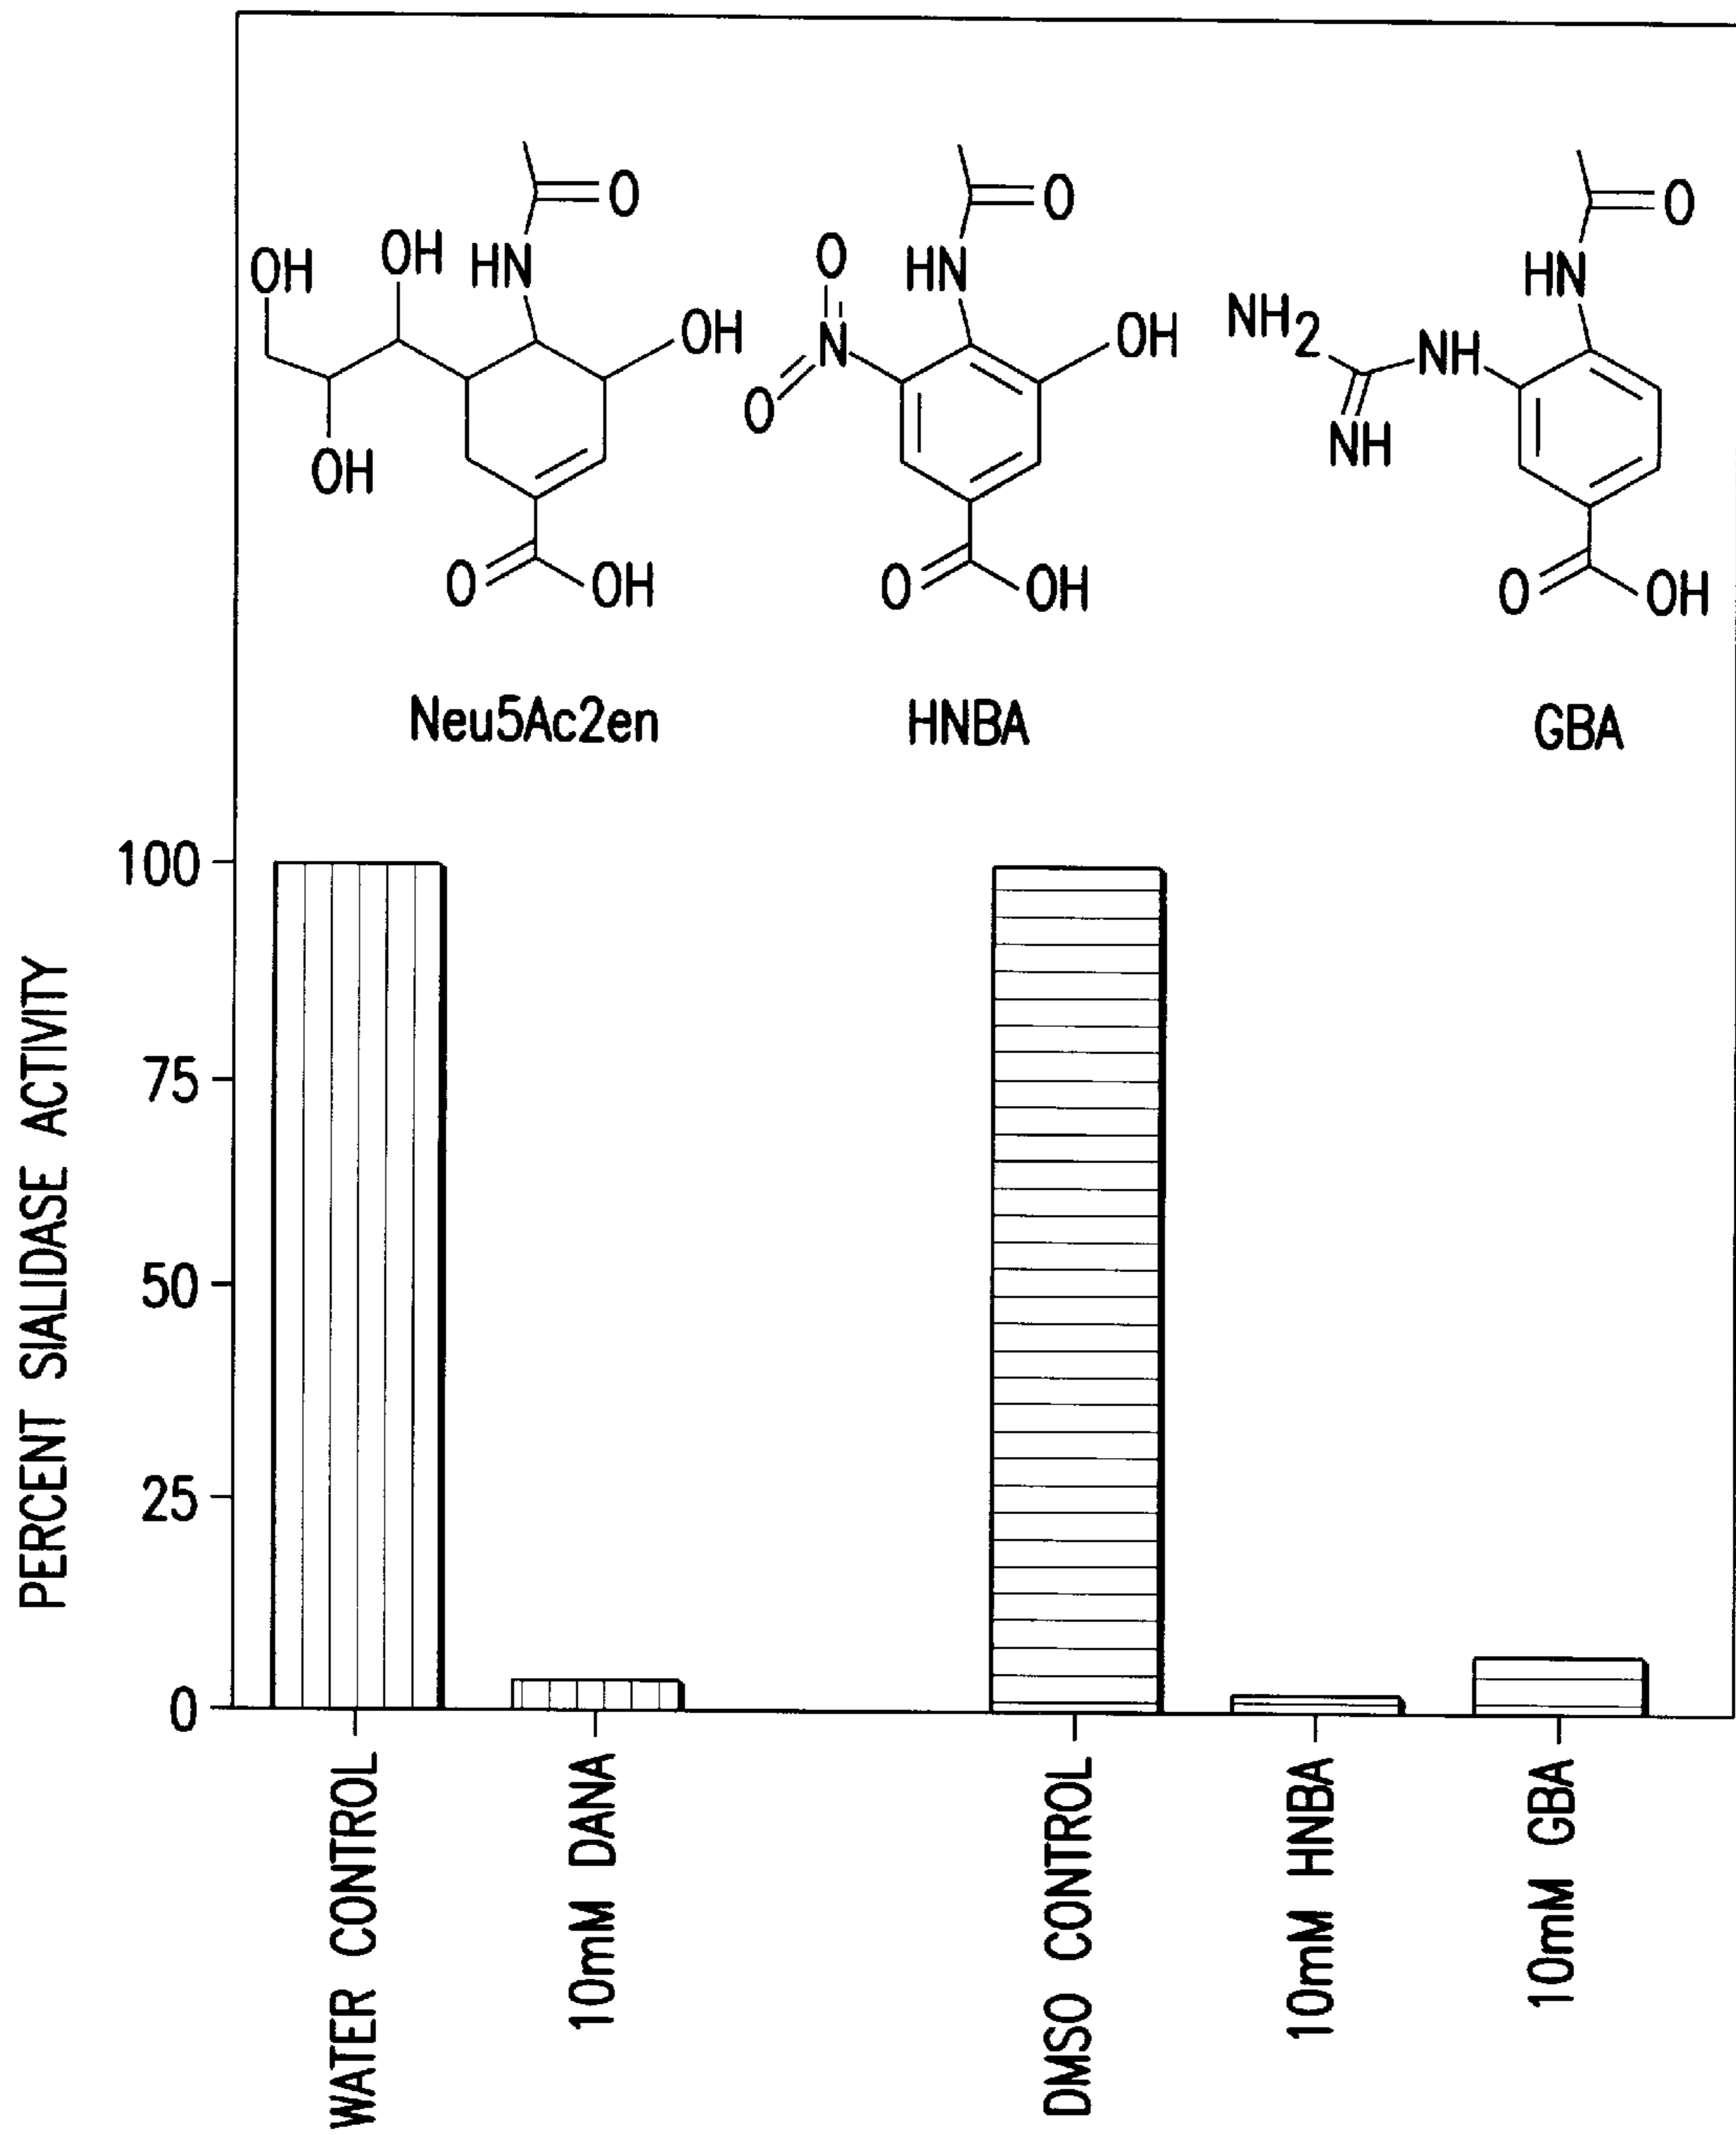 O
OH
OH
HN
OH
OH
O
OH
O
O
HN
N
O
OH
O
OH
O
HN
NH2
NH
NH
O
OH
Neu5Ac2en
HNBA
GBA
100
75
50
25
0
PERCENT SIALIDASE ACTIVITY
WATER CONTROL
10mM DANA
DMSO CONTROL
10mM HNBA
10mM GBA